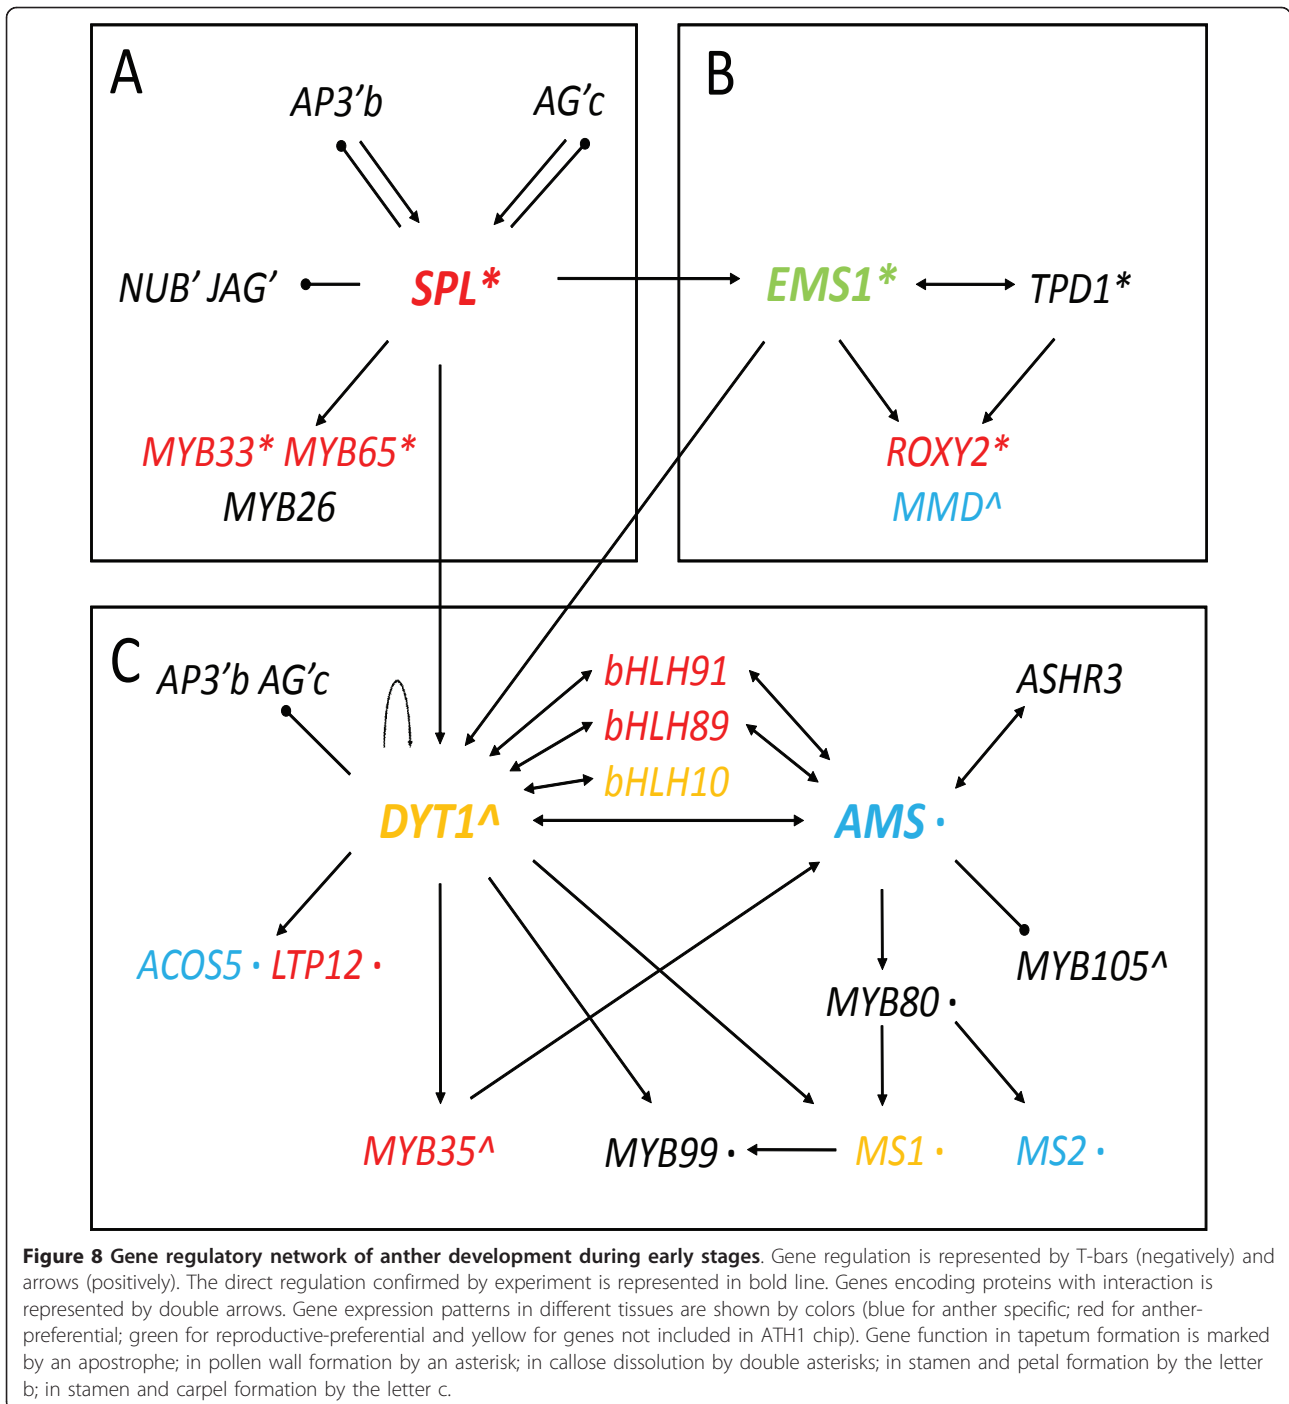 A
B
AP3'b
AG'c
NUB' JAG'
SPL*
EMS1*
TPD1*
MYB33* MYB65*
MYB26
ROXY2*
MMD^
C
AP3'b AG'c
bHLH91
bHLH89
bHLH10
ASHR3
DYT1^
AMS ·
ACOS5 · LTP12 ·
MYB105^
MYB80 ·
MYB35^
MYB99 ·
MS1 ·
MS2 ·
Figure 8 Gene regulatory network of anther development during early stages. Gene regulation is represented by T-bars (negatively) and
arrows (positively). The direct regulation confirmed by experiment is represented in bold line. Genes encoding proteins with interaction is
represented by double arrows. Gene expression patterns in different tissues are shown by colors (blue for anther specific; red for anther-
preferential; green for reproductive-preferential and yellow for genes not included in ATH1 chip). Gene function in tapetum formation is marked
by an apostrophe; in pollen wall formation by an asterisk; in callose dissolution by double asterisks; in stamen and petal formation by the letter
b; in stamen and carpel formation by the letter c.